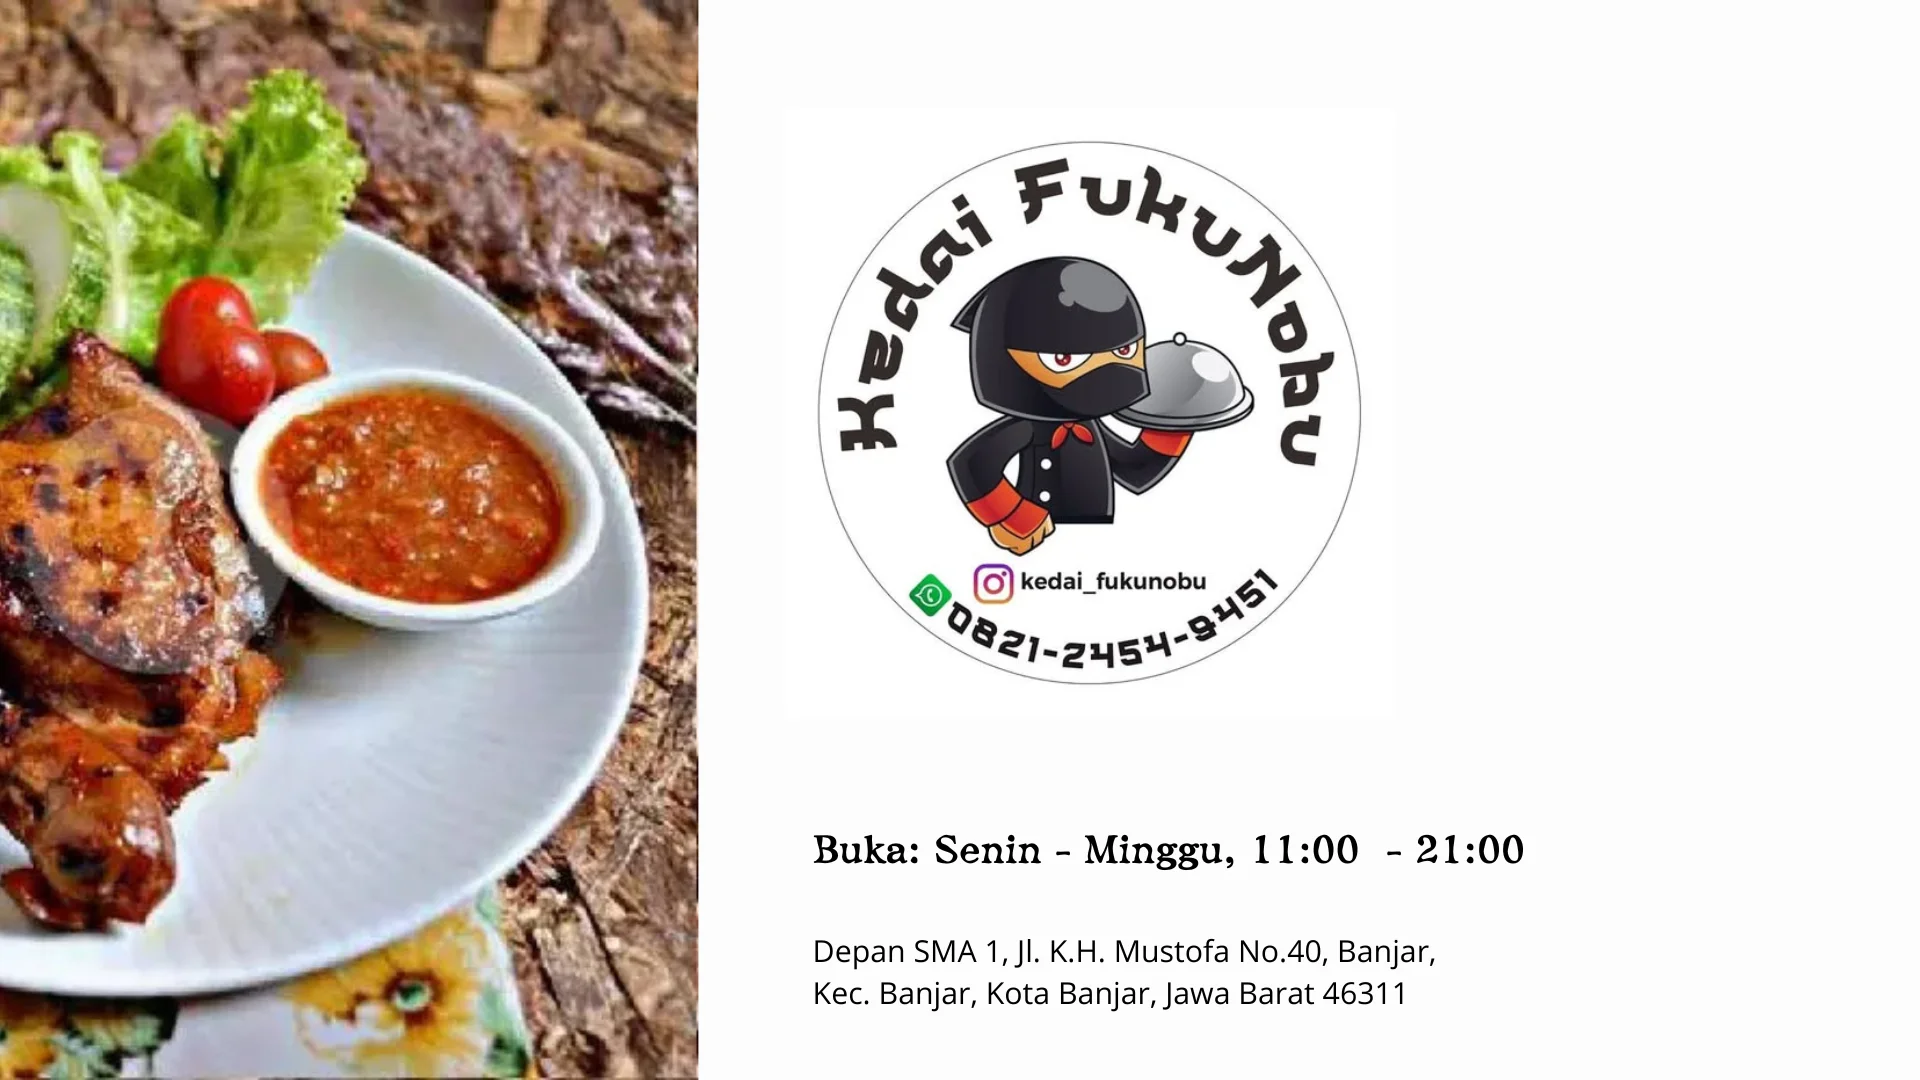 Kedai FukuNobu
kedai_fukunobu
0821-2454-9451
Buka: Senin - Minggu, 11:00 - 21:00
Depan SMA 1, Jl. K.H. Mustofa No.40, Banjar,
Kec. Banjar, Kota Banjar, Jawa Barat 46311